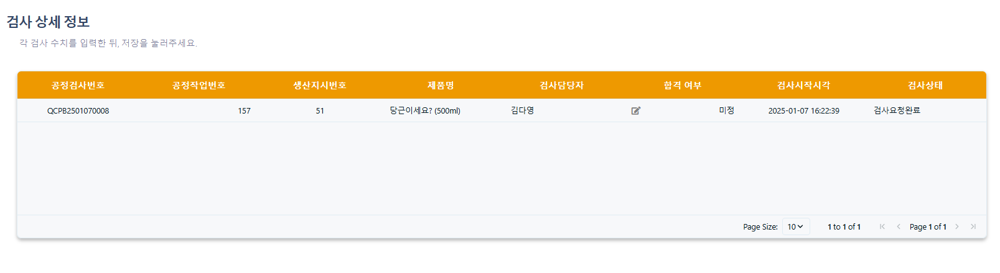 검사 상세 정보
각 검사 수치를 입력한 뒤, 저장을 눌러주세요.
공정검사번호 공정작업번호 생산지시번호 제품명 검사담당자 합격 여부 검사시작시각 검사상태
QCPB2501070008 157 51 당근이세요? (500ml) 김다영 미정 2025-01-07 16:22:39 검사요청완료
Page Size: 10 1 to 1 of 1 Page 1 of 1